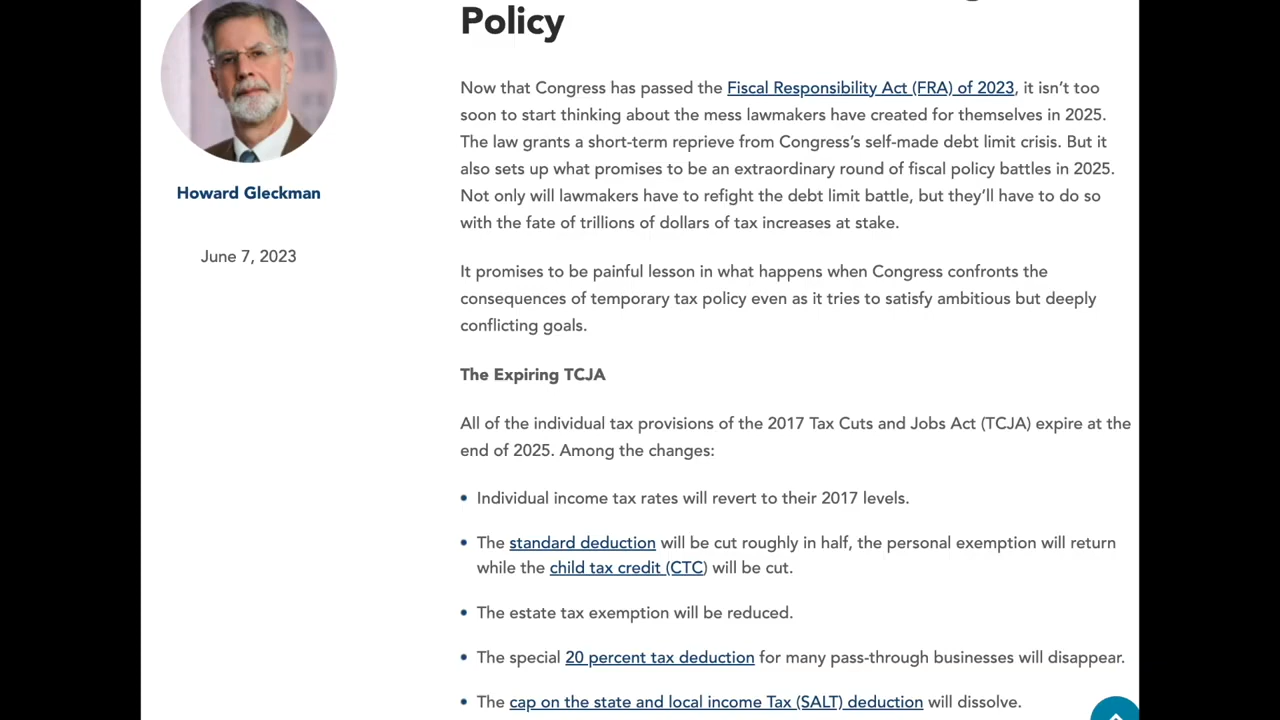 Policy
Howard Gleckman
June 7, 2023
Now that Congress has passed the Fiscal Responsibility Act (FRA) of 2023, it isn't too
soon to start thinking about the mess lawmakers have created for themselves in 2025.
The law grants a short-term reprieve from Congress's self-made debt limit crisis. But it
also sets up what promises to be an extraordinary round of fiscal policy battles in 2025.
Not only will lawmakers have to refight the debt limit battle, but they'll have to do so
with the fate of trillions of dollars of tax increases at stake.
It promises to be painful lesson in what happens when Congress confronts the
consequences of temporary tax policy even as it tries to satisfy ambitious but deeply
conflicting goals.
The Expiring TCJA
All of the individual tax provisions of the 2017 Tax Cuts and Jobs Act (TCJA) expire at the
end of 2025. Among the changes:
• Individual income tax rates will revert to their 2017 levels.
• The standard deduction will be cut roughly in half, the personal exemption will return
while the child tax credit (CTC) will be cut.
• The estate tax exemption will be reduced.
• The special 20 percent tax deduction for many pass-through businesses will disappear.
• The cap on the state and local income Tax (SALT) deduction will dissolve.